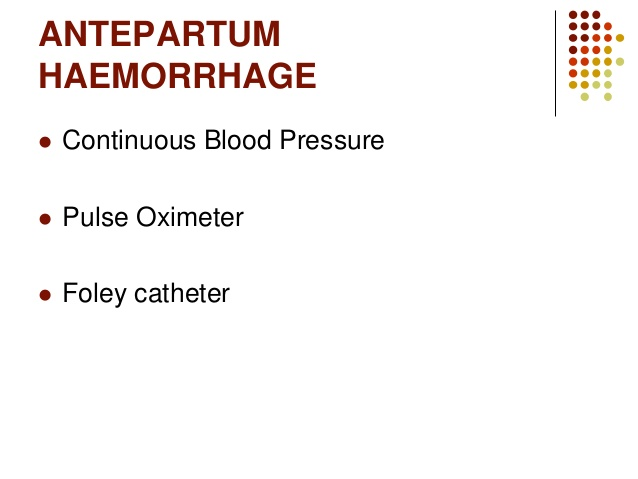 ANTEPARTUM
HAEMORRHAGE
Continuous Blood Pressure
Pulse Oximeter
Foley catheter